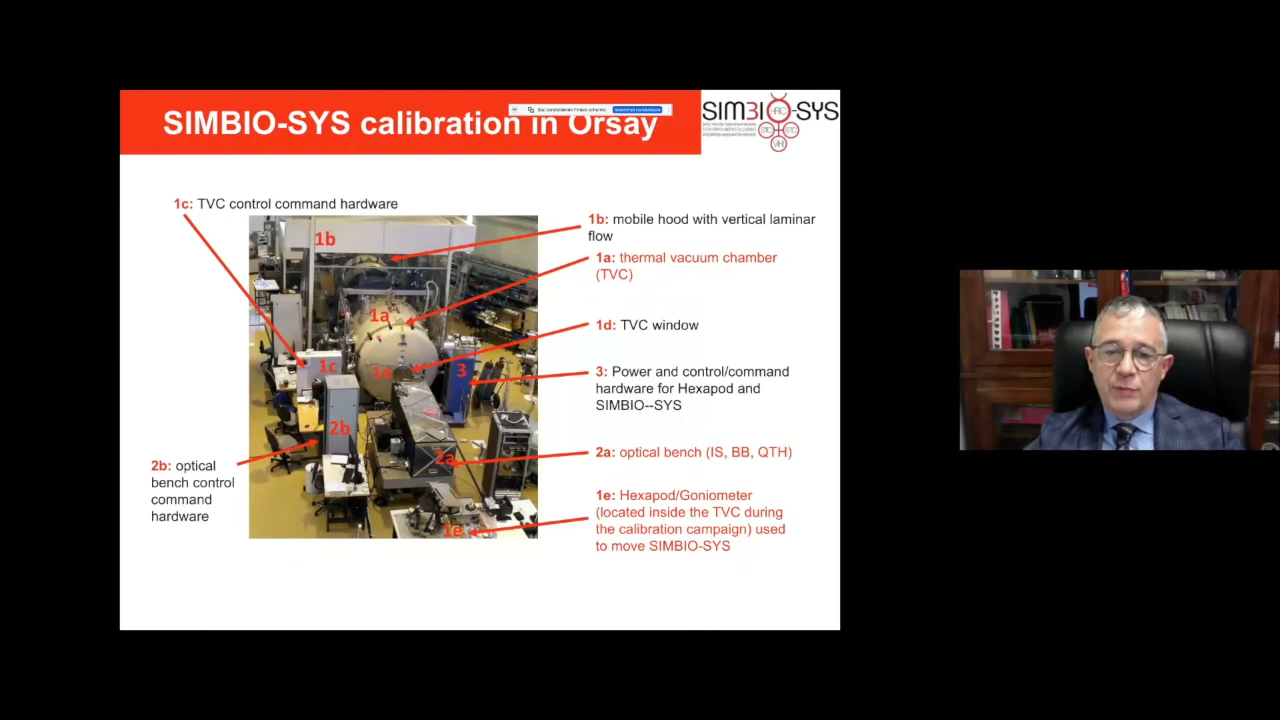 SIMBIO-SYS calibration in Orsay
SIMBIO-SYS
HRIC
STC
VIHI
1c: TVC control command hardware
1b: mobile hood with vertical laminar
flow
1a: thermal vacuum chamber
(TVC)
1d: TVC window
3: Power and control/command
hardware for Hexapod and
SIMBIO--SYS
2a: optical bench (IS, BB, QTH)
1e: Hexapod/Goniometer
(located inside the TVC during
the calibration campaign) used
to move SIMBIO-SYS
2b: optical
bench control
command
hardware
1b
1a
1c
1d
3
2b
2a
1e